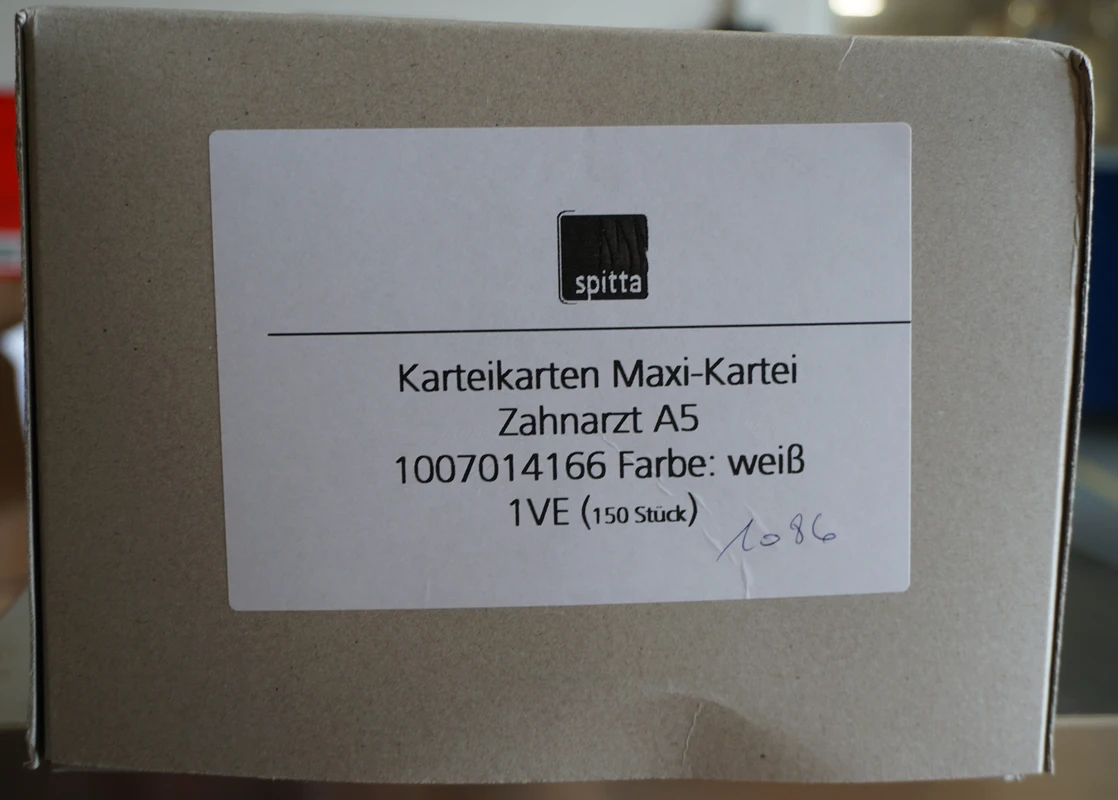 spitta
Karteikarten Maxi-Kartei
Zahnarzt A5
1007014166 Farbe: weiß
1VE (150 Stück)
1086